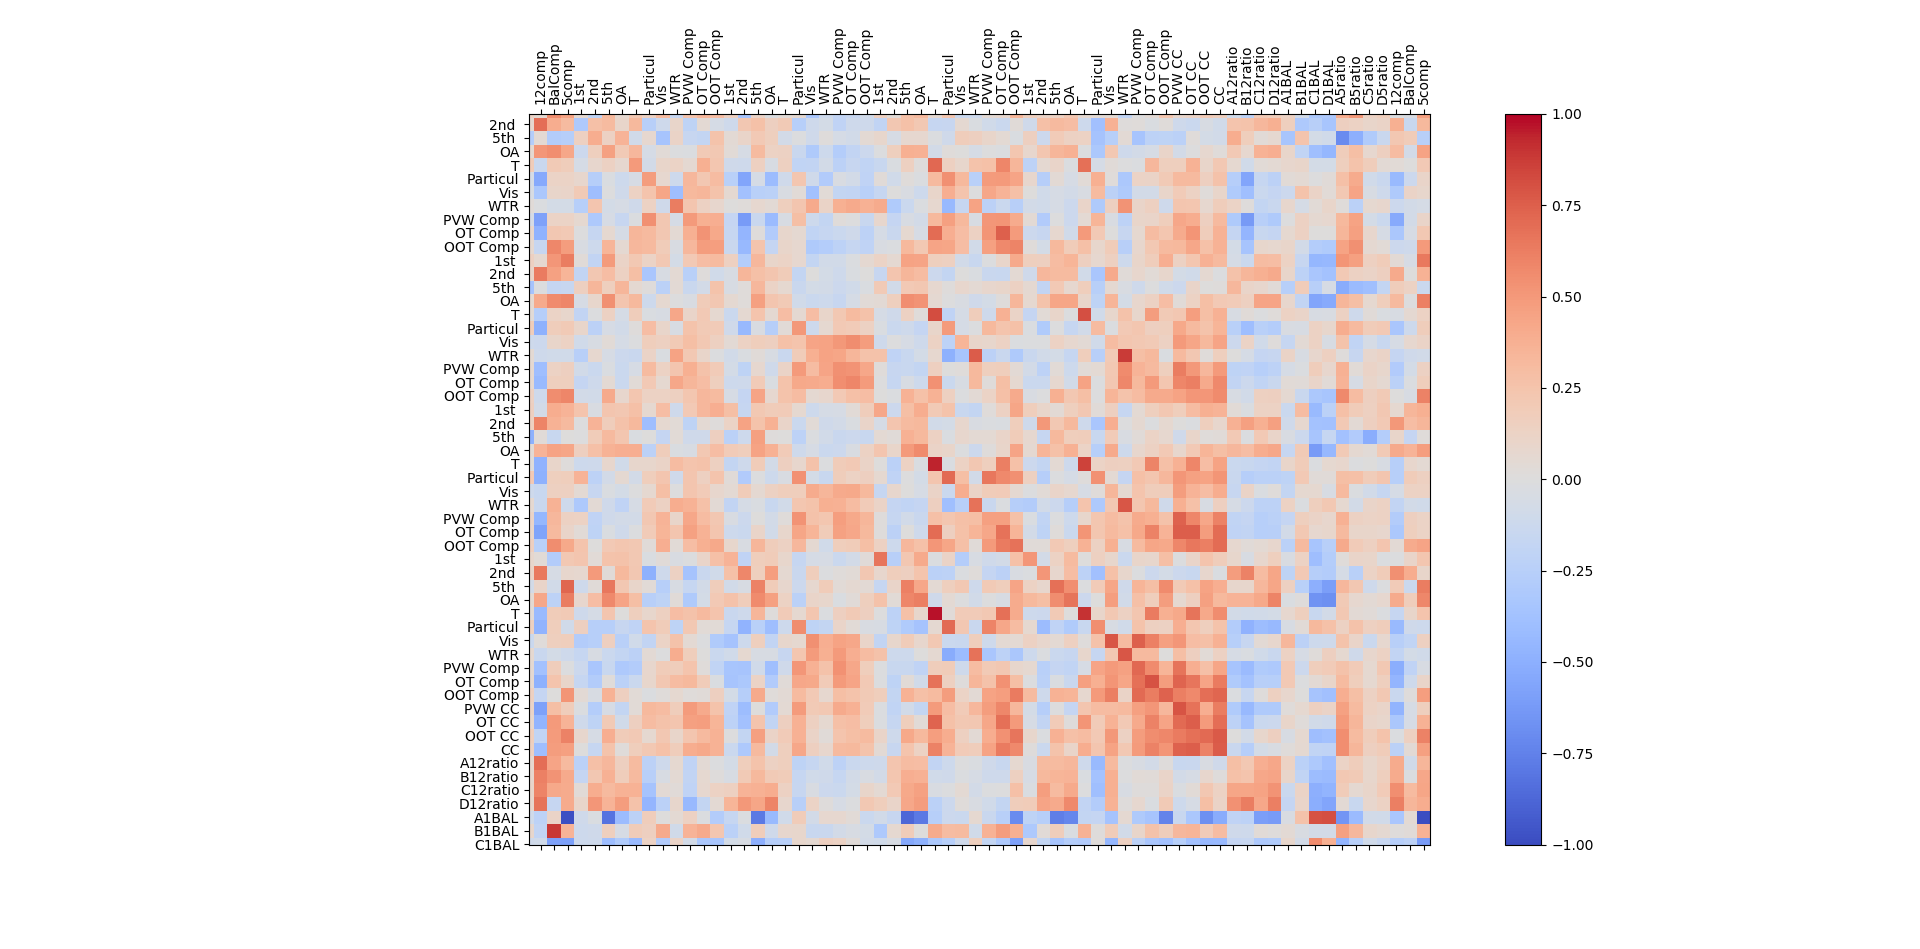 12comp
BalComp
5comp
1st
2nd
5th
OA
T
Particul
Vis
WTR
PVW Comp
OT Comp
OOT Comp
1st
2nd
5th
OA
T
Particul
Vis
WTR
PVW Comp
OT Comp
OOT Comp
1st
2nd
5th
OA
T
Particul
Vis
WTR
PVW Comp
OT Comp
OOT Comp
1st
2nd
5th
OA
T
Particul
Vis
WTR
PVW Comp
OT Comp
OOT Comp
PVW CC
OT CC
OOT CC
CC
A12ratio
B12ratio
C12ratio
D12ratio
A1BAL
B1BAL
C1BAL
D1BAL
A5ratio
B5ratio
C5ratio
D5ratio
12comp
BalComp
5comp
2nd
5th
OA
T
Particul
Vis
WTR
PVW Comp
OT Comp
OOT Comp
1st
2nd
5th
OA
T
Particul
Vis
WTR
PVW Comp
OT Comp
OOT Comp
1st
2nd
5th
OA
T
Particul
Vis
WTR
PVW Comp
OT Comp
OOT Comp
1st
2nd
5th
OA
T
Particul
Vis
WTR
PVW Comp
OT Comp
OOT Comp
PVW CC
OT CC
OOT CC
CC
A12ratio
B12ratio
C12ratio
D12ratio
A1BAL
B1BAL
C1BAL
1.00
0.75
0.50
0.25
0.00
−0.25
−0.50
−0.75
−1.00